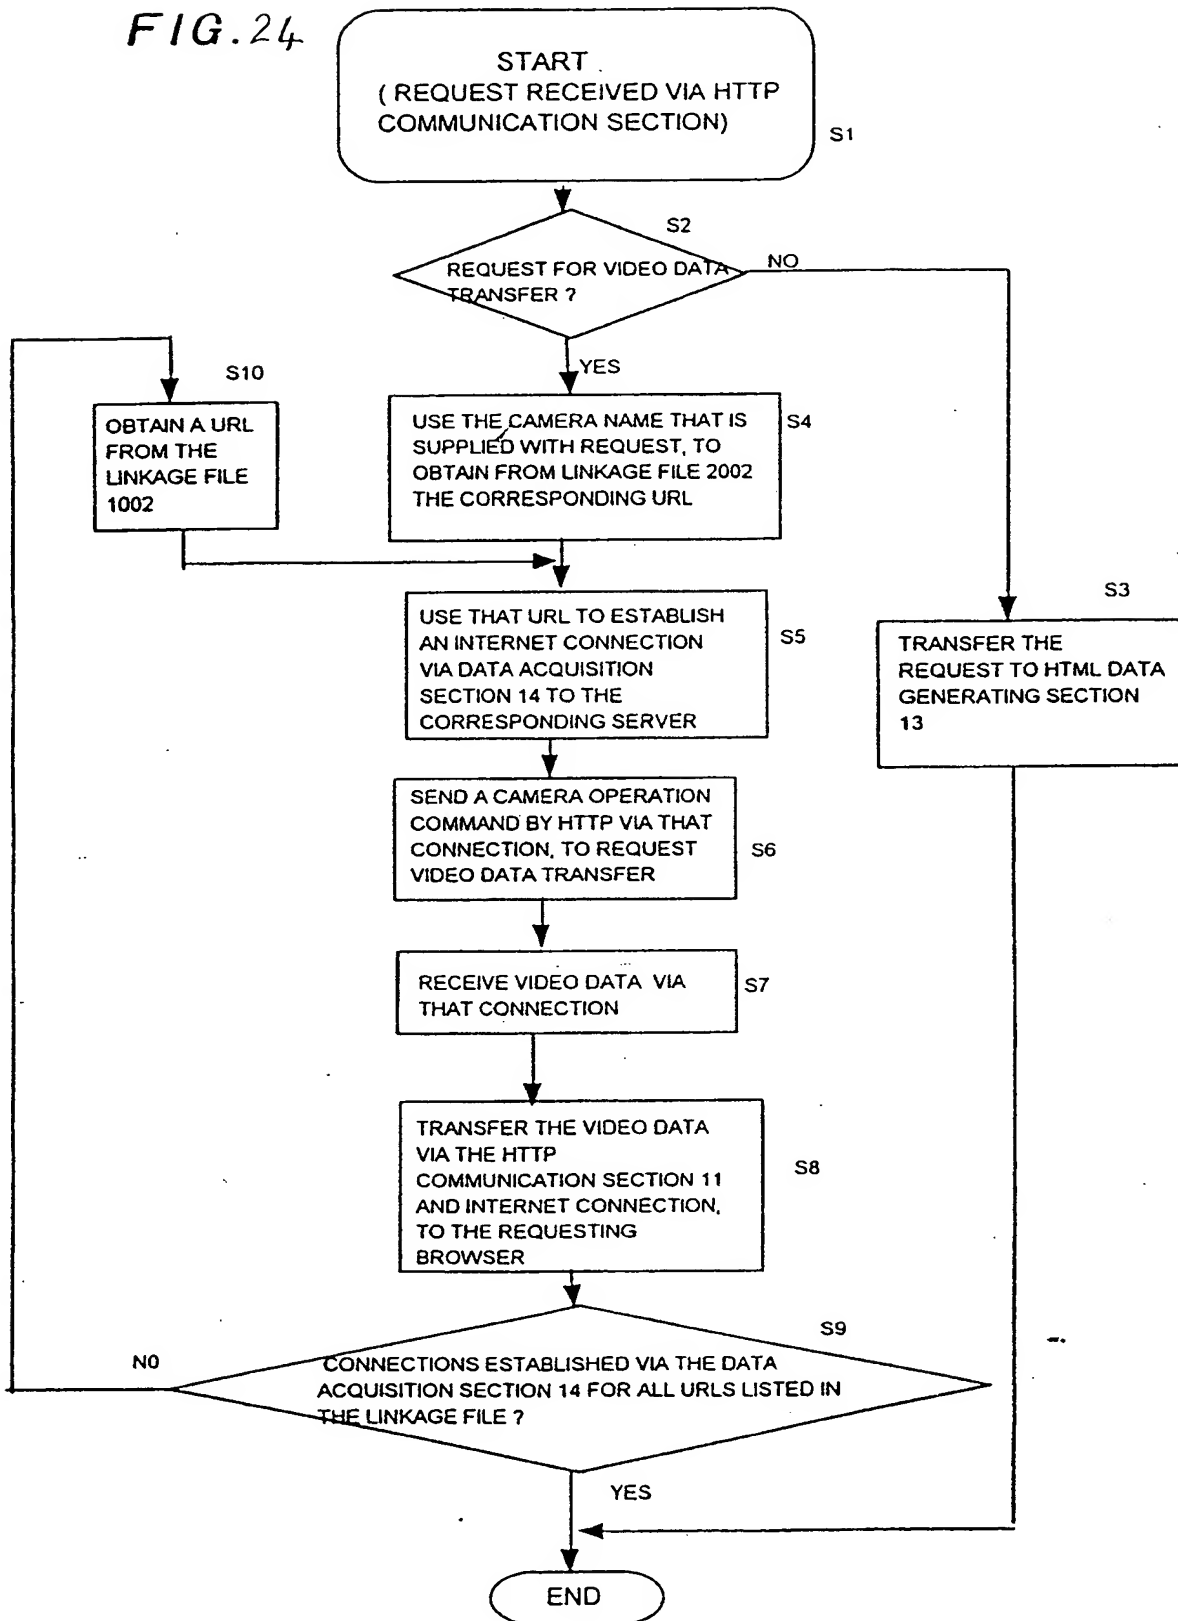 FIG.24
START
( REQUEST RECEIVED VIA HTTP
COMMUNICATION SECTION)
S1
S2
REQUEST FOR VIDEO DATA
TRANSFER ?
NO
YES
S10
OBTAIN A URL
FROM THE
LINKAGE FILE
1002
USE THE CAMERA NAME THAT IS
SUPPLIED WITH REQUEST, TO
OBTAIN FROM LINKAGE FILE 2002
THE CORRESPONDING URL
S4
USE THAT URL TO ESTABLISH
AN INTERNET CONNECTION
VIA DATA ACQUISITION
SECTION 14 TO THE
CORRESPONDING SERVER
S5
S3
TRANSFER THE
REQUEST TO HTML DATA
GENERATING SECTION
13
SEND A CAMERA OPERATION
COMMAND BY HTTP VIA THAT
CONNECTION, TO REQUEST
VIDEO DATA TRANSFER
S6
RECEIVE VIDEO DATA VIA
THAT CONNECTION
S7
TRANSFER THE VIDEO DATA
VIA THE HTTP
COMMUNICATION SECTION 11
AND INTERNET CONNECTION,
TO THE REQUESTING
BROWSER
S8
S9
N0
CONNECTIONS ESTABLISHED VIA THE DATA
ACQUISITION SECTION 14 FOR ALL URLS LISTED IN
THE LINKAGE FILE ?
YES
END